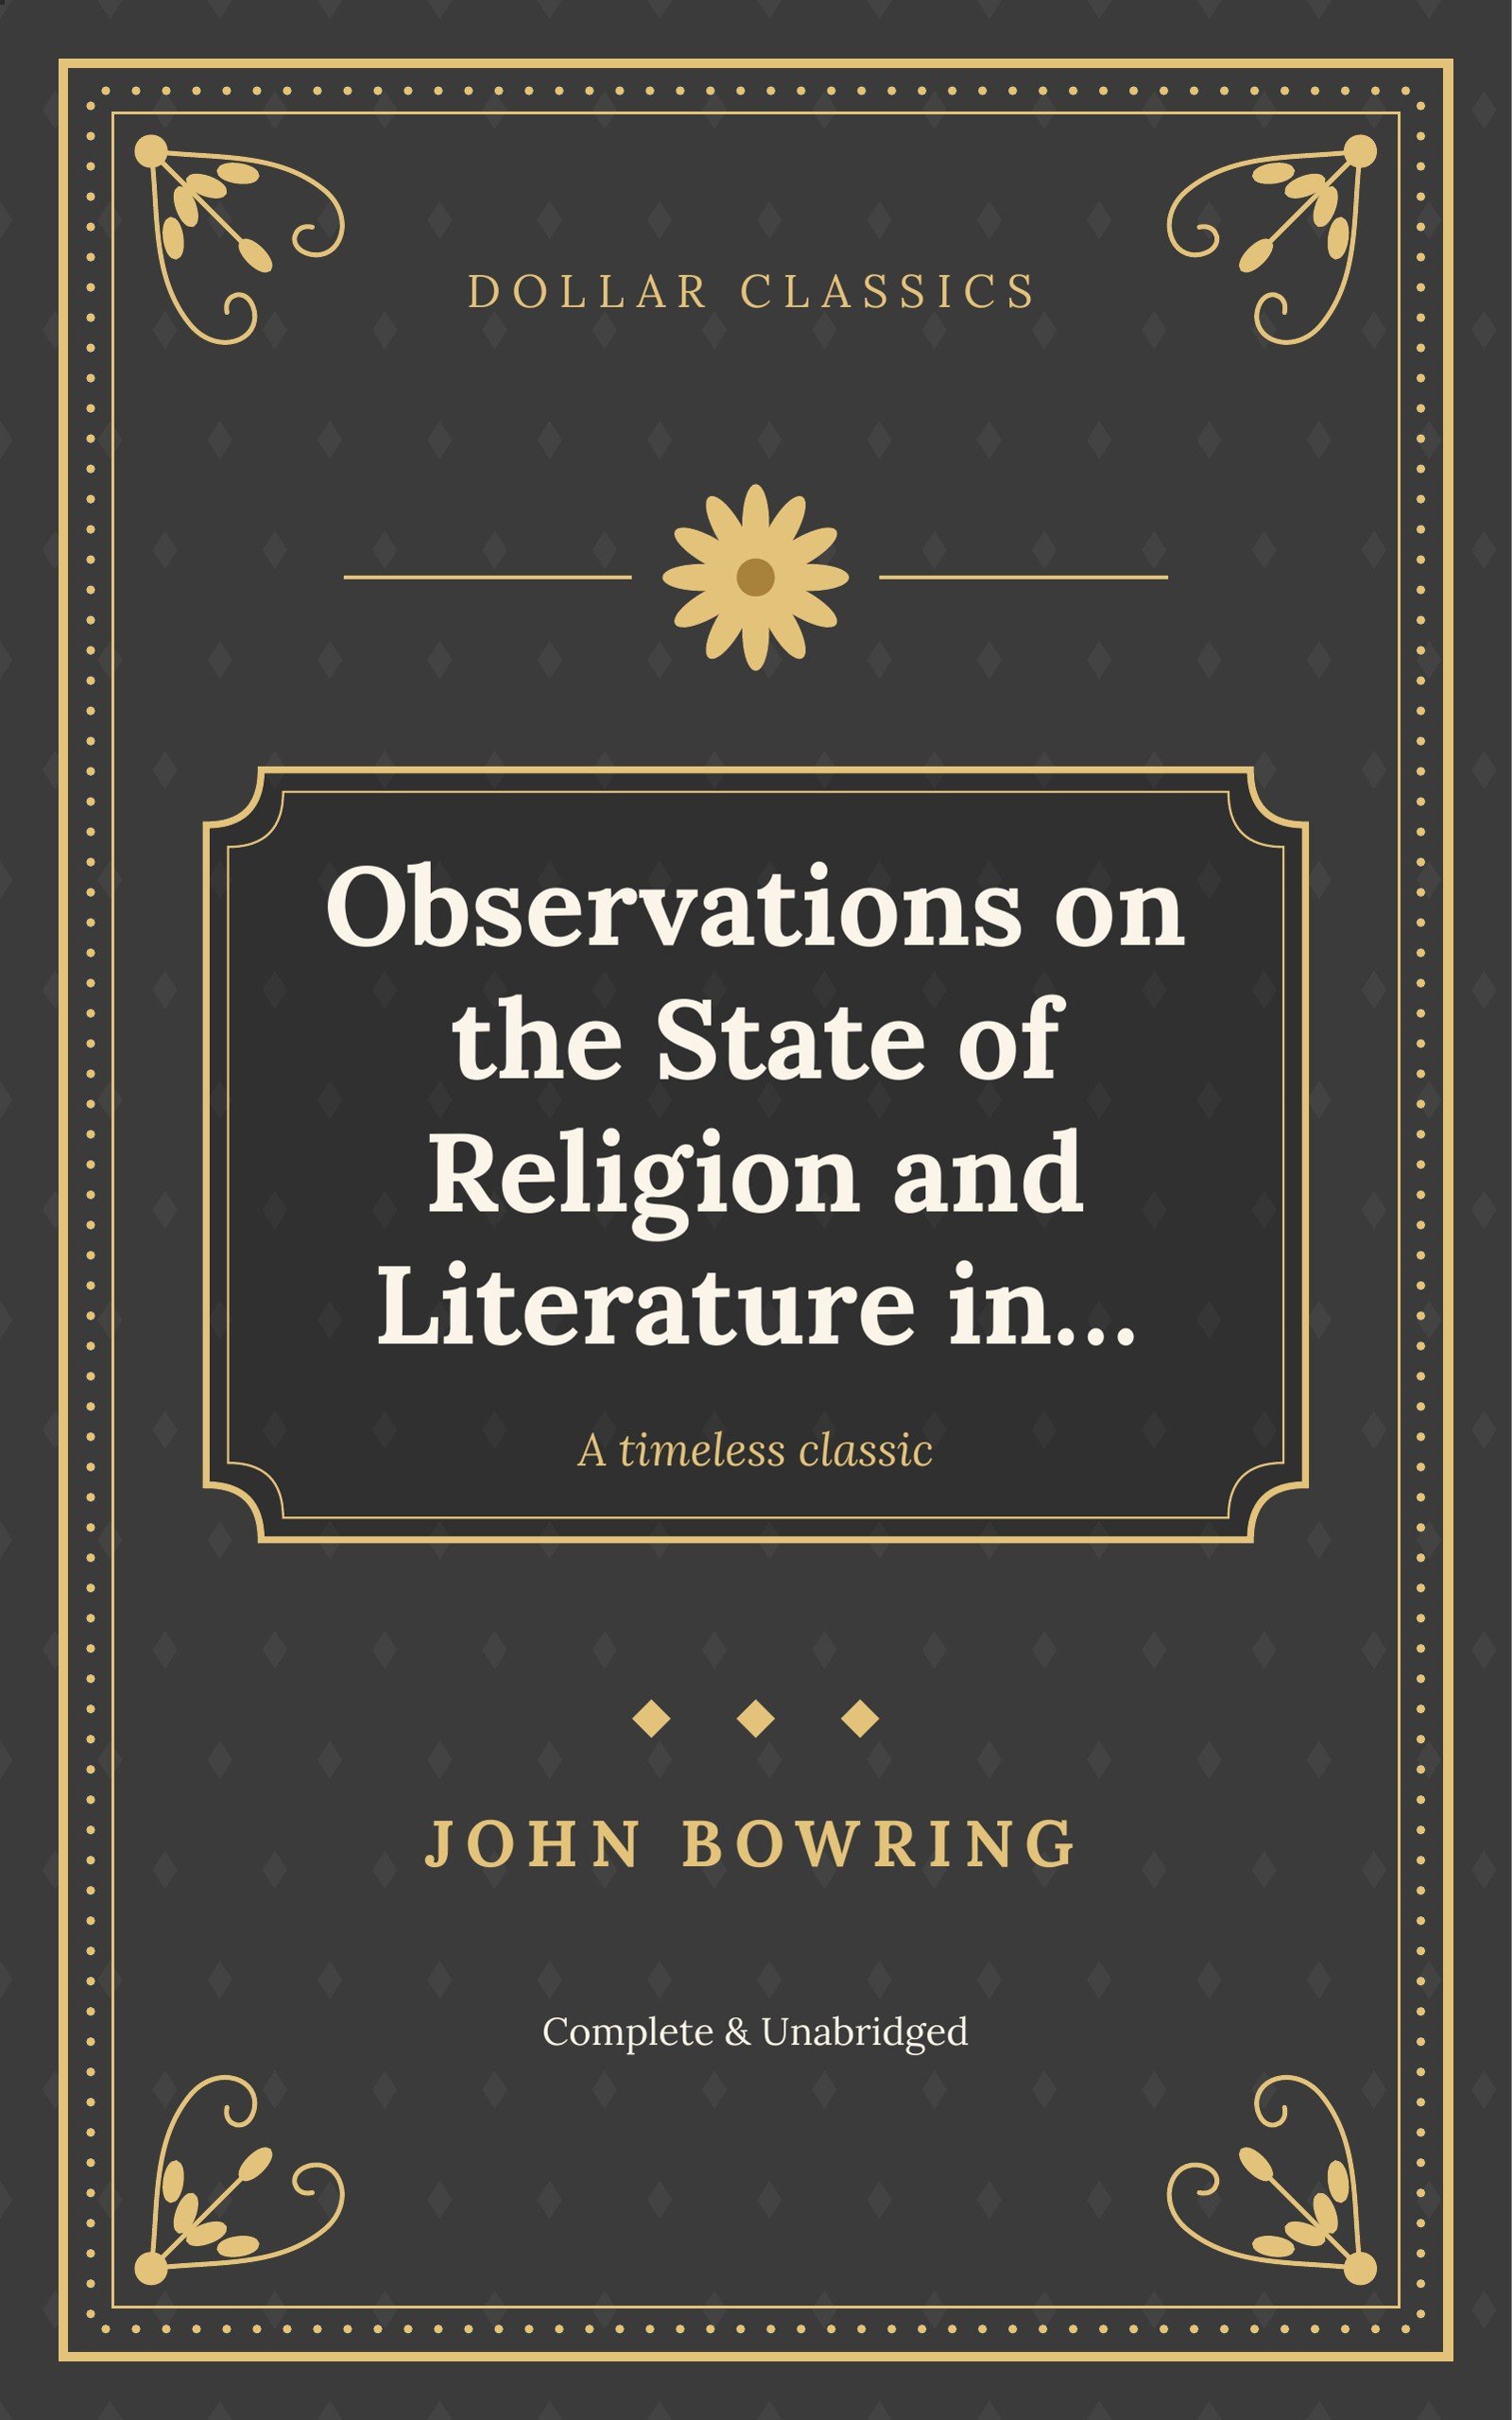 DOLLAR CLASSICS
Observations on
the State of
Religion and
Literature in...
A timeless classic
JOHN BOWRING
Complete & Unabridged